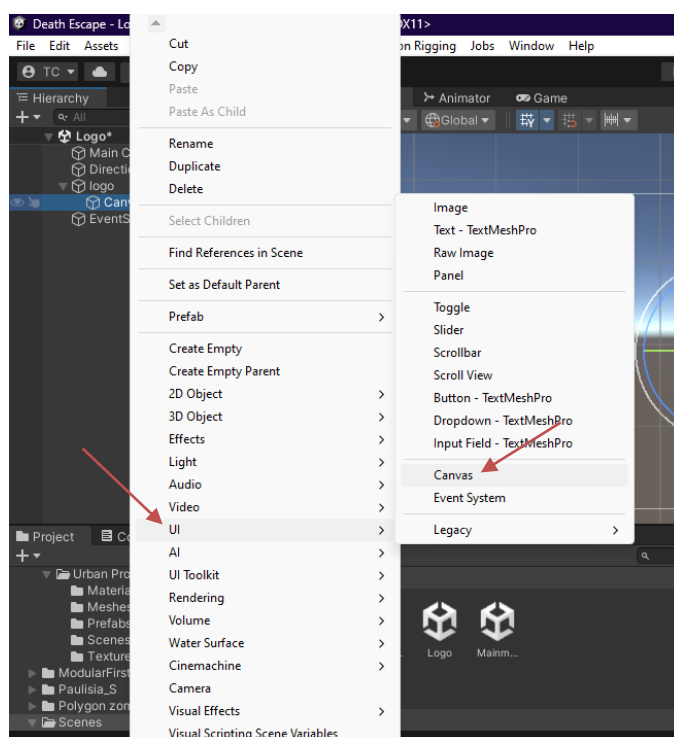 Death Escape - Lo
X11>
File Edit Assets
on Rigging Jobs Window Help
TC
Hierarchy
All
Logo*
Main C
Directi
logo
Can
EventS
Cut
Copy
Paste
Paste As Child
Rename
Duplicate
Delete
Select Children
Find References in Scene
Set as Default Parent
Prefab
Create Empty
Create Empty Parent
2D Object
3D Object
Effects
Light
Audio
Video
UI
AI
UI Toolkit
Rendering
Volume
Water Surface
Cinemachine
Camera
Visual Effects
Visual Scripting Scene Variables
Animator Game
Global
Image
Text - TextMeshPro
Raw Image
Panel
Toggle
Slider
Scrollbar
Scroll View
Button - TextMeshPro
Dropdown - TextMeshPro
Input Field - TextMeshPro
Canvas
Event System
Legacy
Project Co
Urban Pro
Materia
Meshes
Prefabs
Scenes
Texture
ModularFirst
Paulisia_S
Polygon zon
Scenes
Logo Mainm...